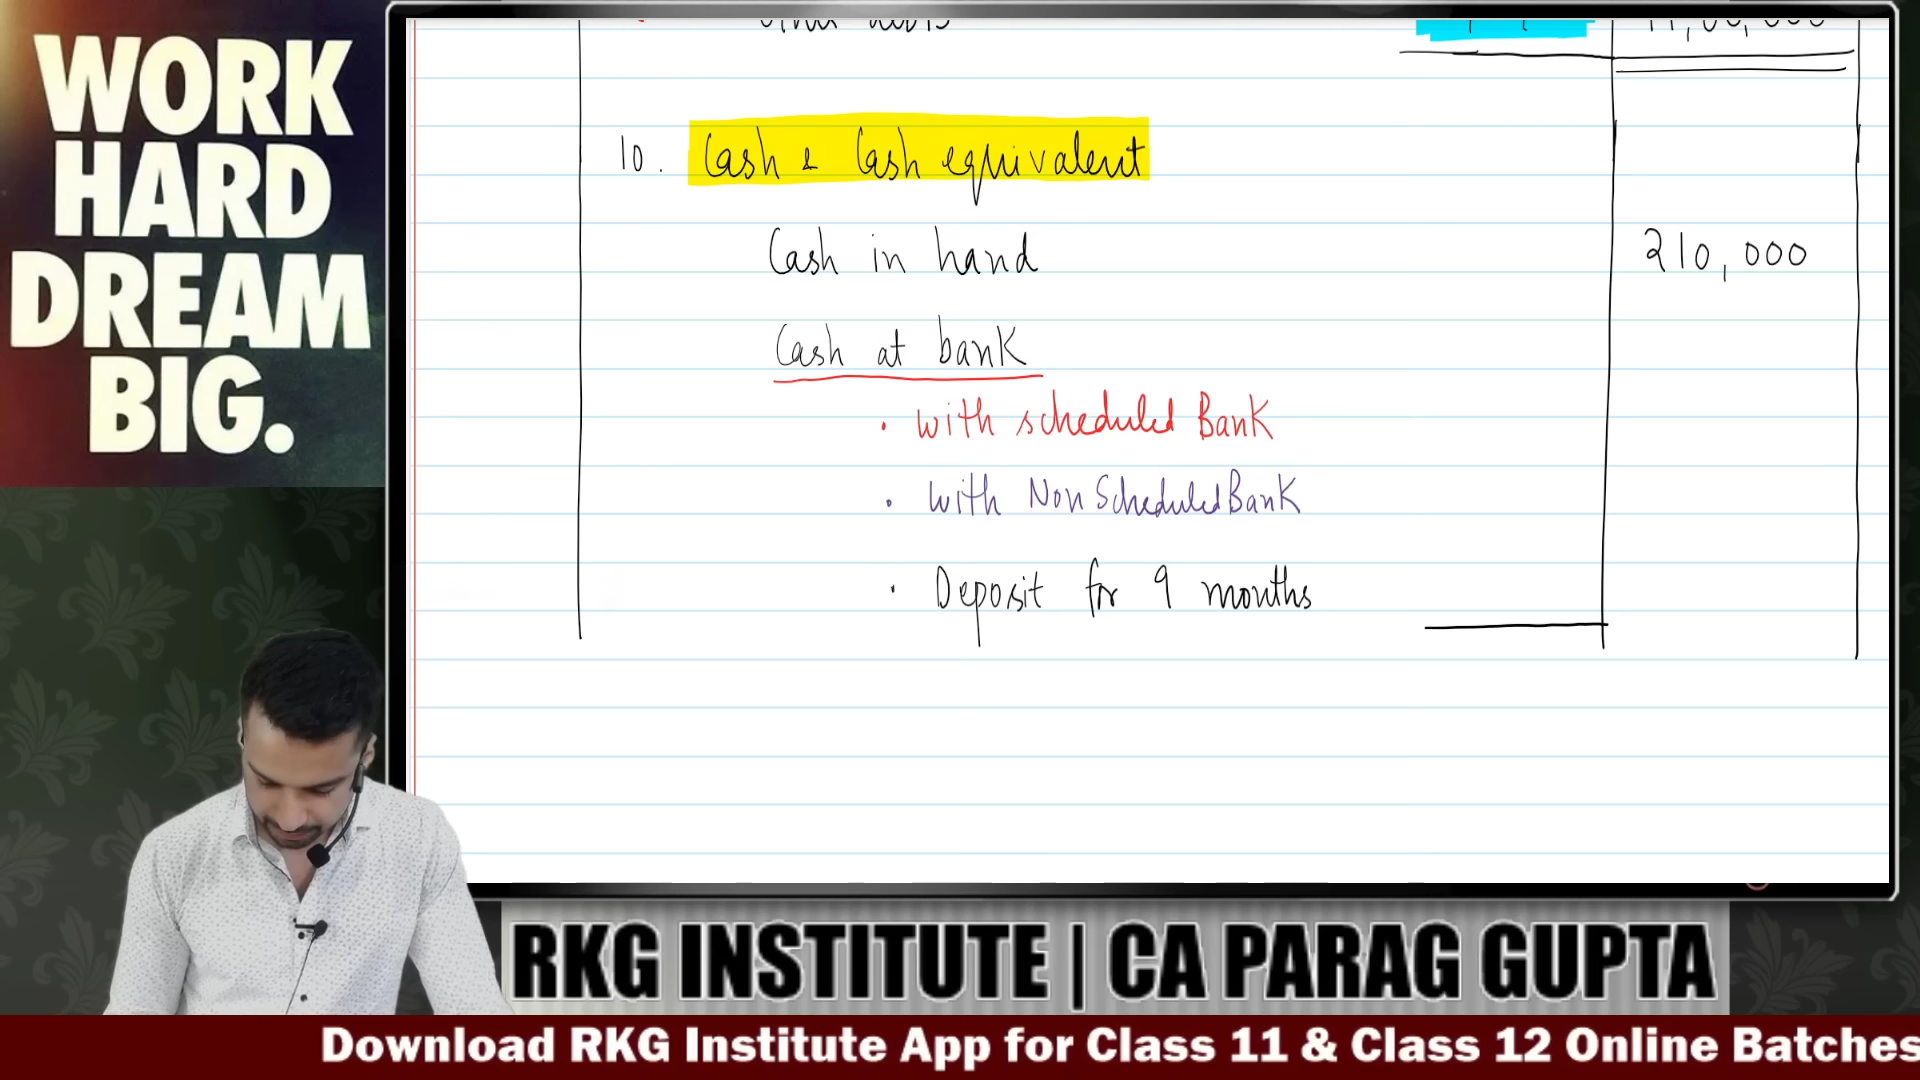 WORK
HARD
DREAM
BIG.
10. Cash & Cash equivalent
Cash in hand 210,000
Cash at bank
• with scheduled Bank
• with Non Scheduled Bank
• Deposit for 9 months
RKG INSTITUTE | CA PARAG GUPTA
Download RKG Institute App for Class 11 & Class 12 Online Batches